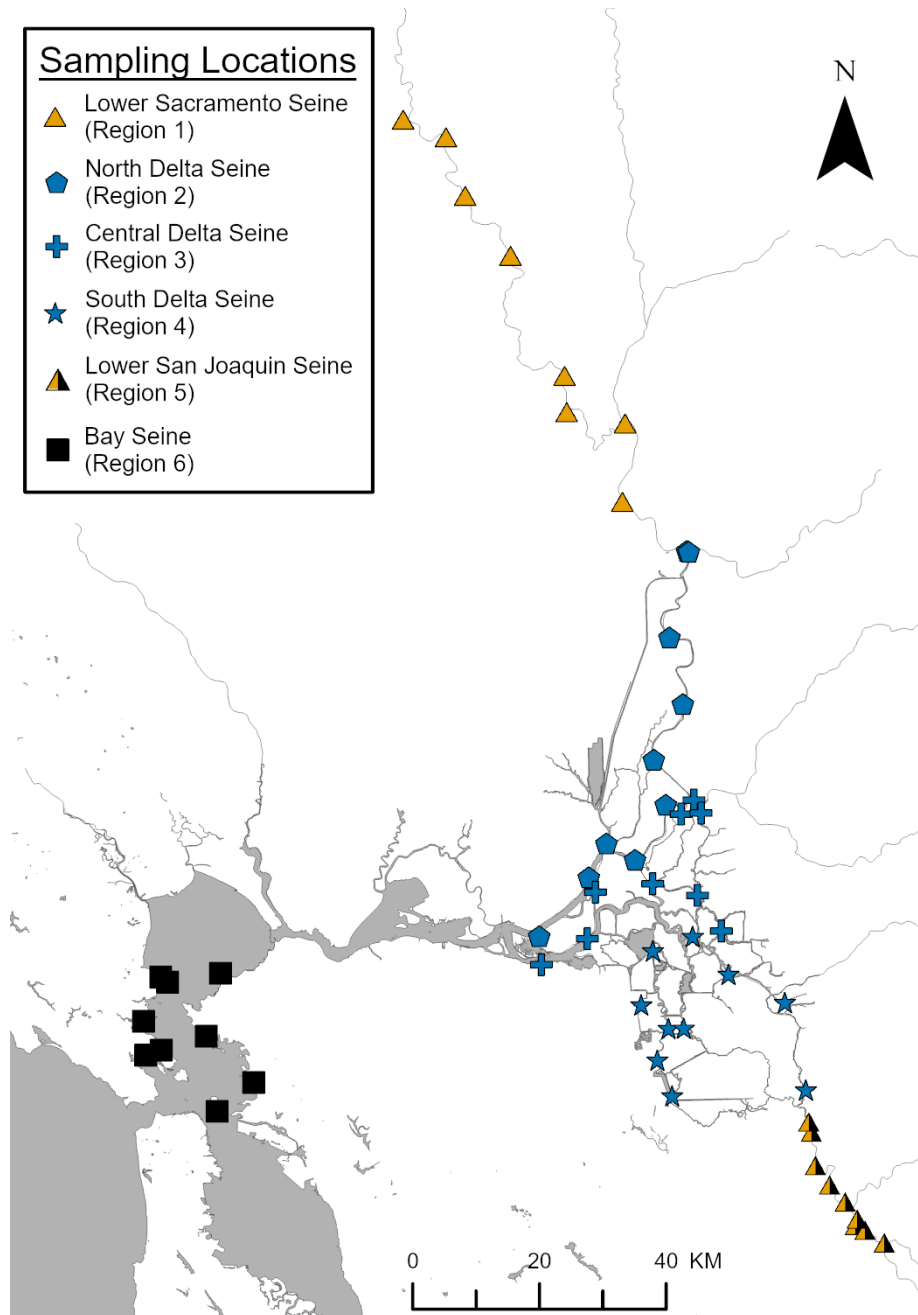 Sampling Locations
Lower Sacramento Seine
(Region 1)
North Delta Seine
(Region 2)
Central Delta Seine
(Region 3)
South Delta Seine
(Region 4)
Lower San Joaquin Seine
(Region 5)
Bay Seine
(Region 6)
N
0 20 40 KM